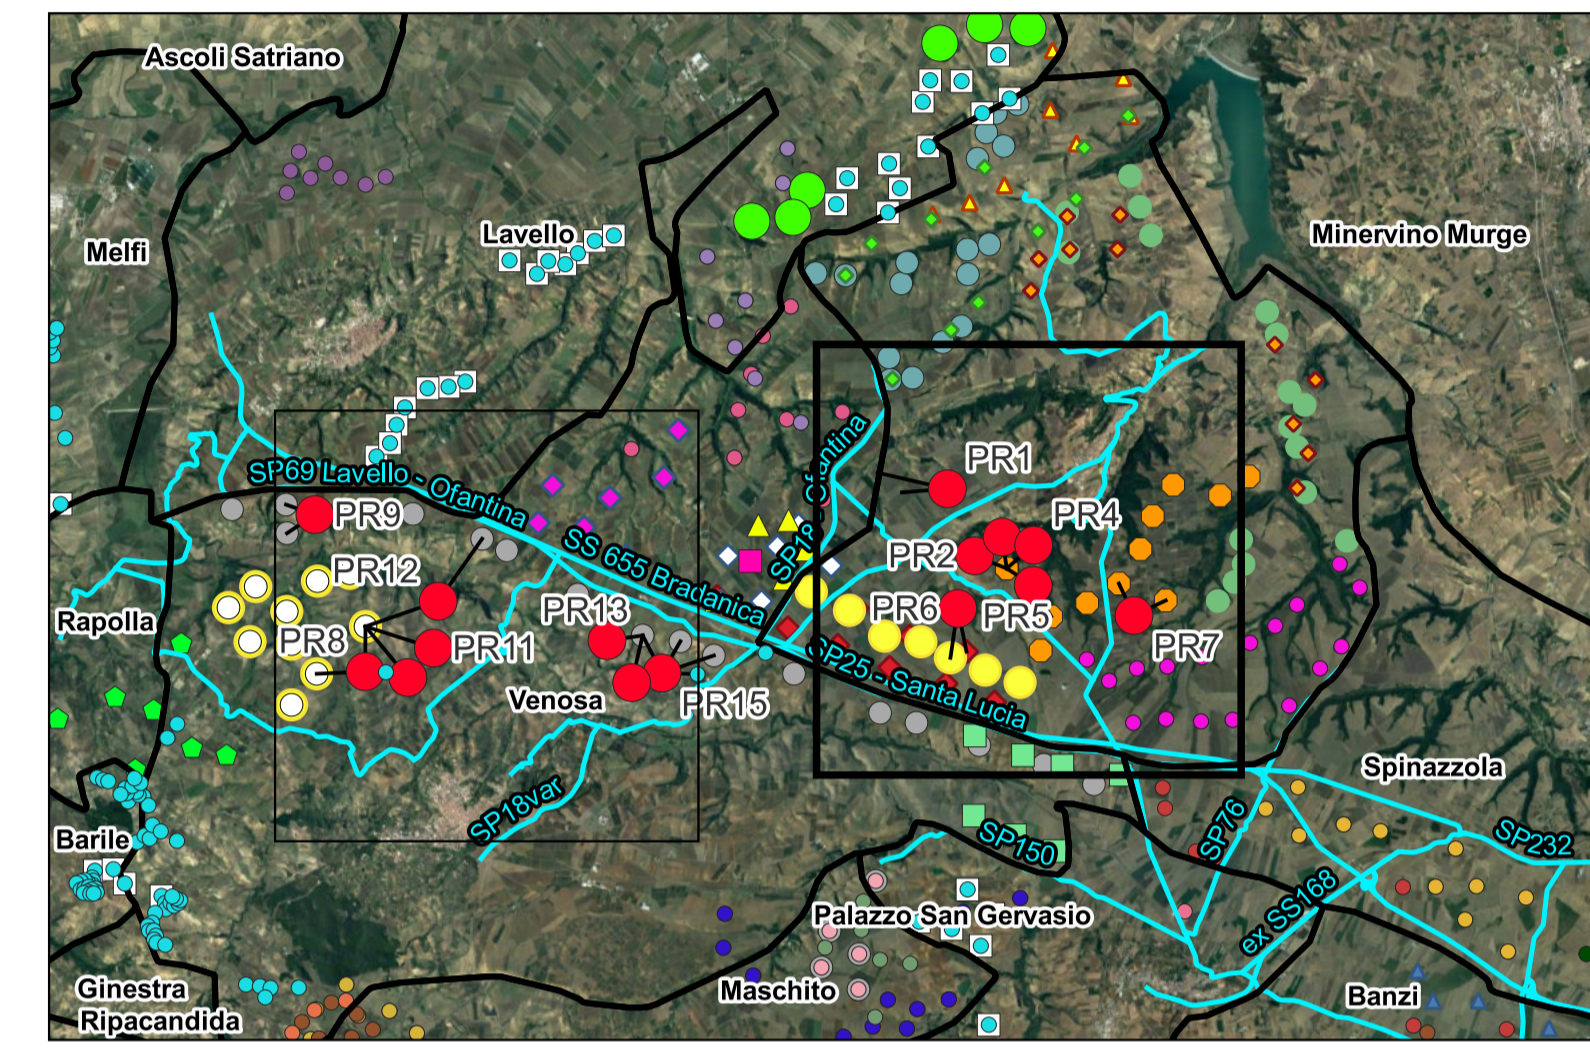 Ascoli Satriano
Melfi
Lavello
Minervino Murge
SP69 Lavello - Ofantina
SP18 - Ofantina
PR1
PR9
PR4
PR2
SS 655 Bradanica
PR12
PR13
PR6
PR5
Rapolla
PR8
PR11
PR7
SP25 - Santa Lucia
Venosa
PR15
Spinazzola
SP18var
Barile
SP150
SP76
SP232
ex SS168
Palazzo San Gervasio
Ginestra
Maschito
Banzi
Ripacandida